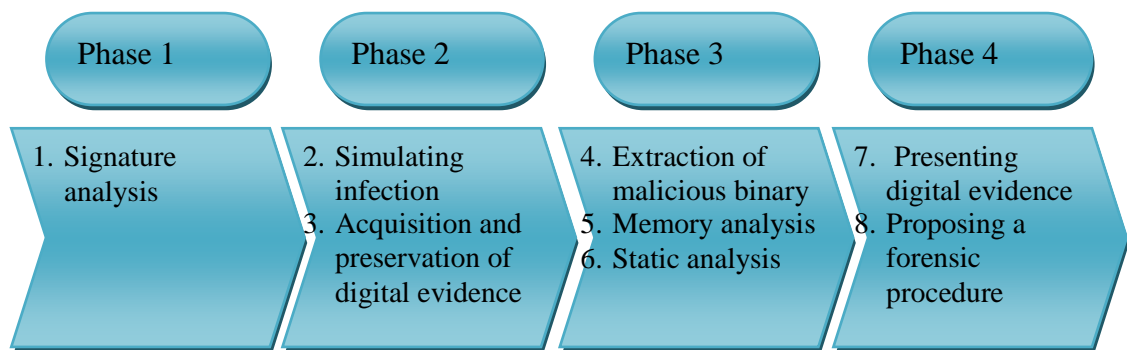 Phase 1
Phase 2
Phase 3
Phase 4
1. Signature
analysis
2. Simulating
infection
3. Acquisition and
preservation of
digital evidence
4. Extraction of
malicious binary
5. Memory analysis
6. Static analysis
7. Presenting
digital evidence
8. Proposing a
forensic
procedure